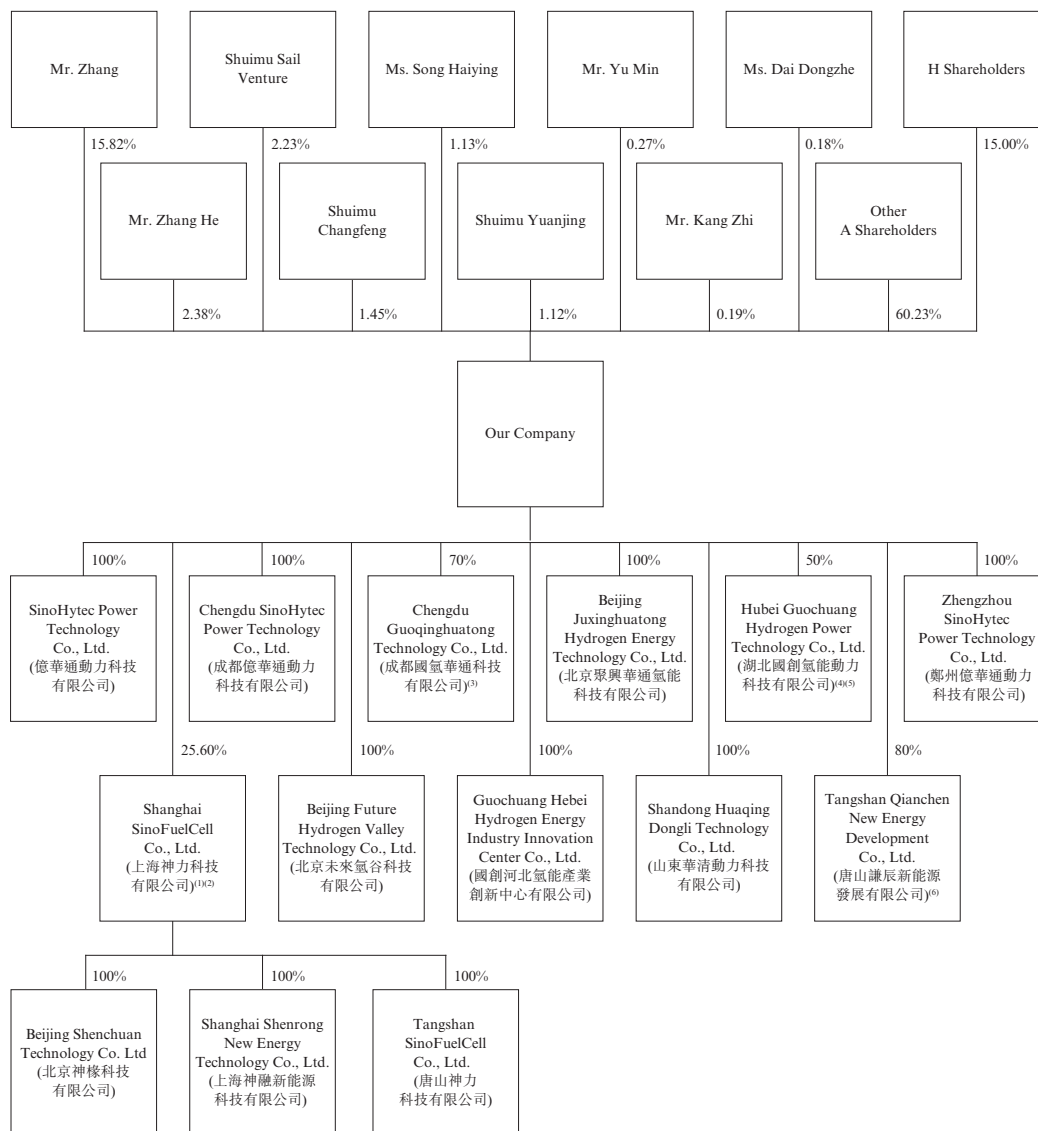 Mr. Zhang
Shuimu Sail
Venture
Ms. Song Haiying
Mr. Yu Min
Ms. Dai Dongzhe
H Shareholders
15.82%
2.23%
1.13%
0.27%
0.18%
15.00%
Mr. Zhang He
Shuimu
Changfeng
Shuimu Yuanjing
Mr. Kang Zhi
Other
A Shareholders
2.38%
1.45%
1.12%
0.19%
60.23%
Our Company
100%
100%
70%
100%
50%
100%
SinoHytec Power
Technology
Co., Ltd.
(億華通動力科技
有限公司)
Chengdu SinoHytec
Power Technology
Co., Ltd.
(成都億華通動力
科技有限公司)
Chengdu
Guoqinghuatong
Technology Co., Ltd.
(成都國氫華通科技
有限公司)(3)
Beijing
Juxinghuatong
Hydrogen Energy
Technology Co., Ltd.
(北京聚興華通氫能
科技有限公司)
Hubei Guochuang
Hydrogen Power
Technology Co., Ltd.
(湖北國創氫能動力
科技有限公司)(4)(5)
Zhengzhou
SinoHytec
Power Technology
Co., Ltd.
(鄭州億華通動力
科技有限公司)
25.60%
100%
100%
100%
80%
Shanghai
SinoFuelCell
Co., Ltd.
(上海神力科技
有限公司)(1)(2)
Beijing Future
Hydrogen Valley
Technology Co., Ltd.
(北京未來氫谷科技
有限公司)
Guochuang Hebei
Hydrogen Energy
Industry Innovation
Center Co., Ltd.
(國創河北氫能產業
創新中心有限公司)
Shandong Huaqing
Dongli Technology
Co., Ltd.
(山東華清動力科技
有限公司)
Tangshan Qianchen
New Energy
Development
Co., Ltd.
(唐山謙辰新能源
發展有限公司)(6)
100%
100%
100%
Beijing Shenchuan
Technology Co. Ltd
(北京神椽科技
有限公司)
Shanghai Shenrong
New Energy
Technology Co., Ltd.
(上海神融新能源
科技有限公司)
Tangshan
SinoFuelCell
Co., Ltd.
(唐山神力
科技有限公司)